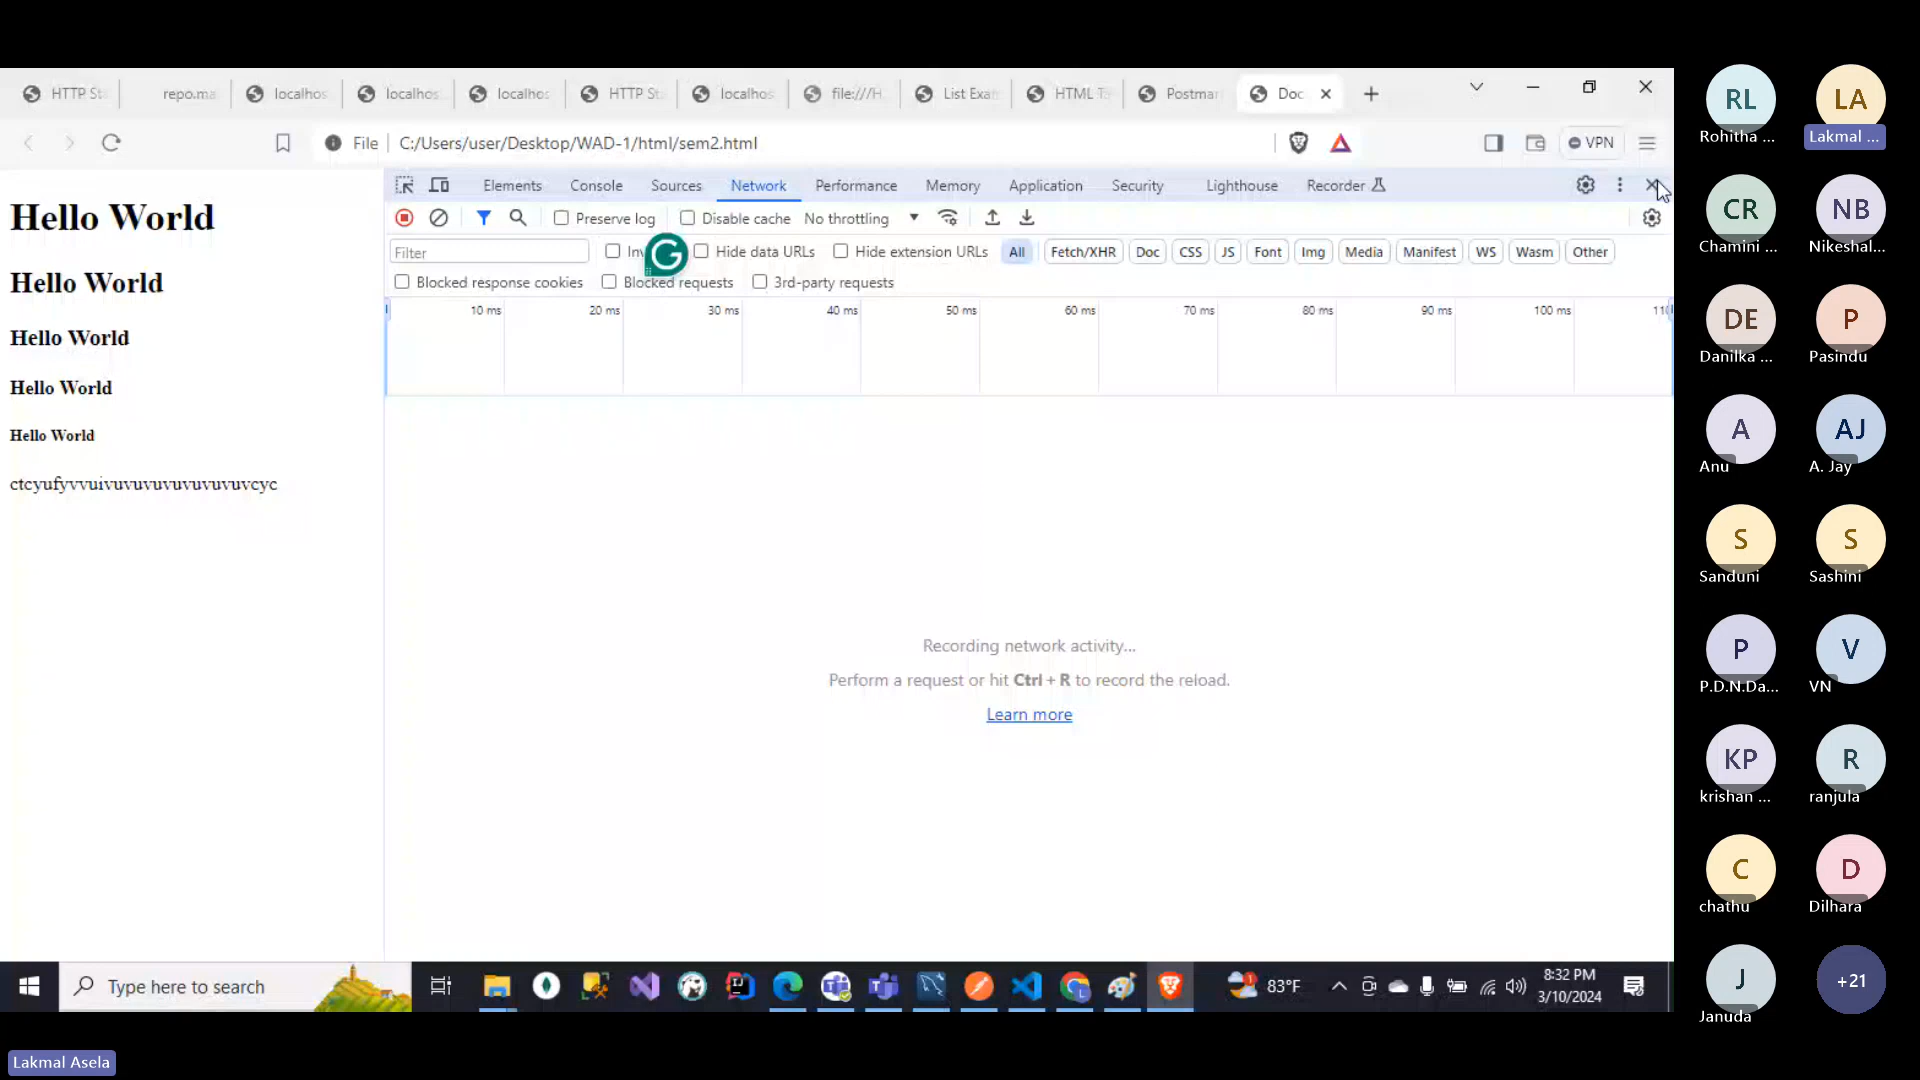 HTTP St
repo.ma
localhos
localhos
localhos
HTTP St
localhos
file:///H
List Exa
HTML T
Postmar
Doc
File
C:/Users/user/Desktop/WAD-1/html/sem2.html
VPN
Elements Console Sources Network Performance Memory Application Security Lighthouse Recorder
Preserve log Disable cache No throttling
Filter
Inv
Hide data URLs Hide extension URLs All Fetch/XHR Doc CSS JS Font Img Media Manifest WS Wasm Other
Blocked response cookies Blocked requests 3rd-party requests
10 ms 20 ms 30 ms 40 ms 50 ms 60 ms 70 ms 80 ms 90 ms 100 ms 110
Hello World
Hello World
Hello World
Hello World
Hello World
Recording network activity...
Perform a request or hit Ctrl + R to record the reload.
Learn more
Type here to search
83°F
8:32 PM
3/10/2024
RL
Rohitha ...
LA
Lakmal ...
CR
Chamini ...
NB
Nikeshal...
DE
Danilka ...
P
Pasindu
A
Anu
AJ
A. Jay
S
Sanduni
S
Sashini
P
P.D.N.Da...
V
VN
KP
krishan ...
R
ranjula
C
chathu
D
Dilhara
J
Januda
+21
Lakmal Asela